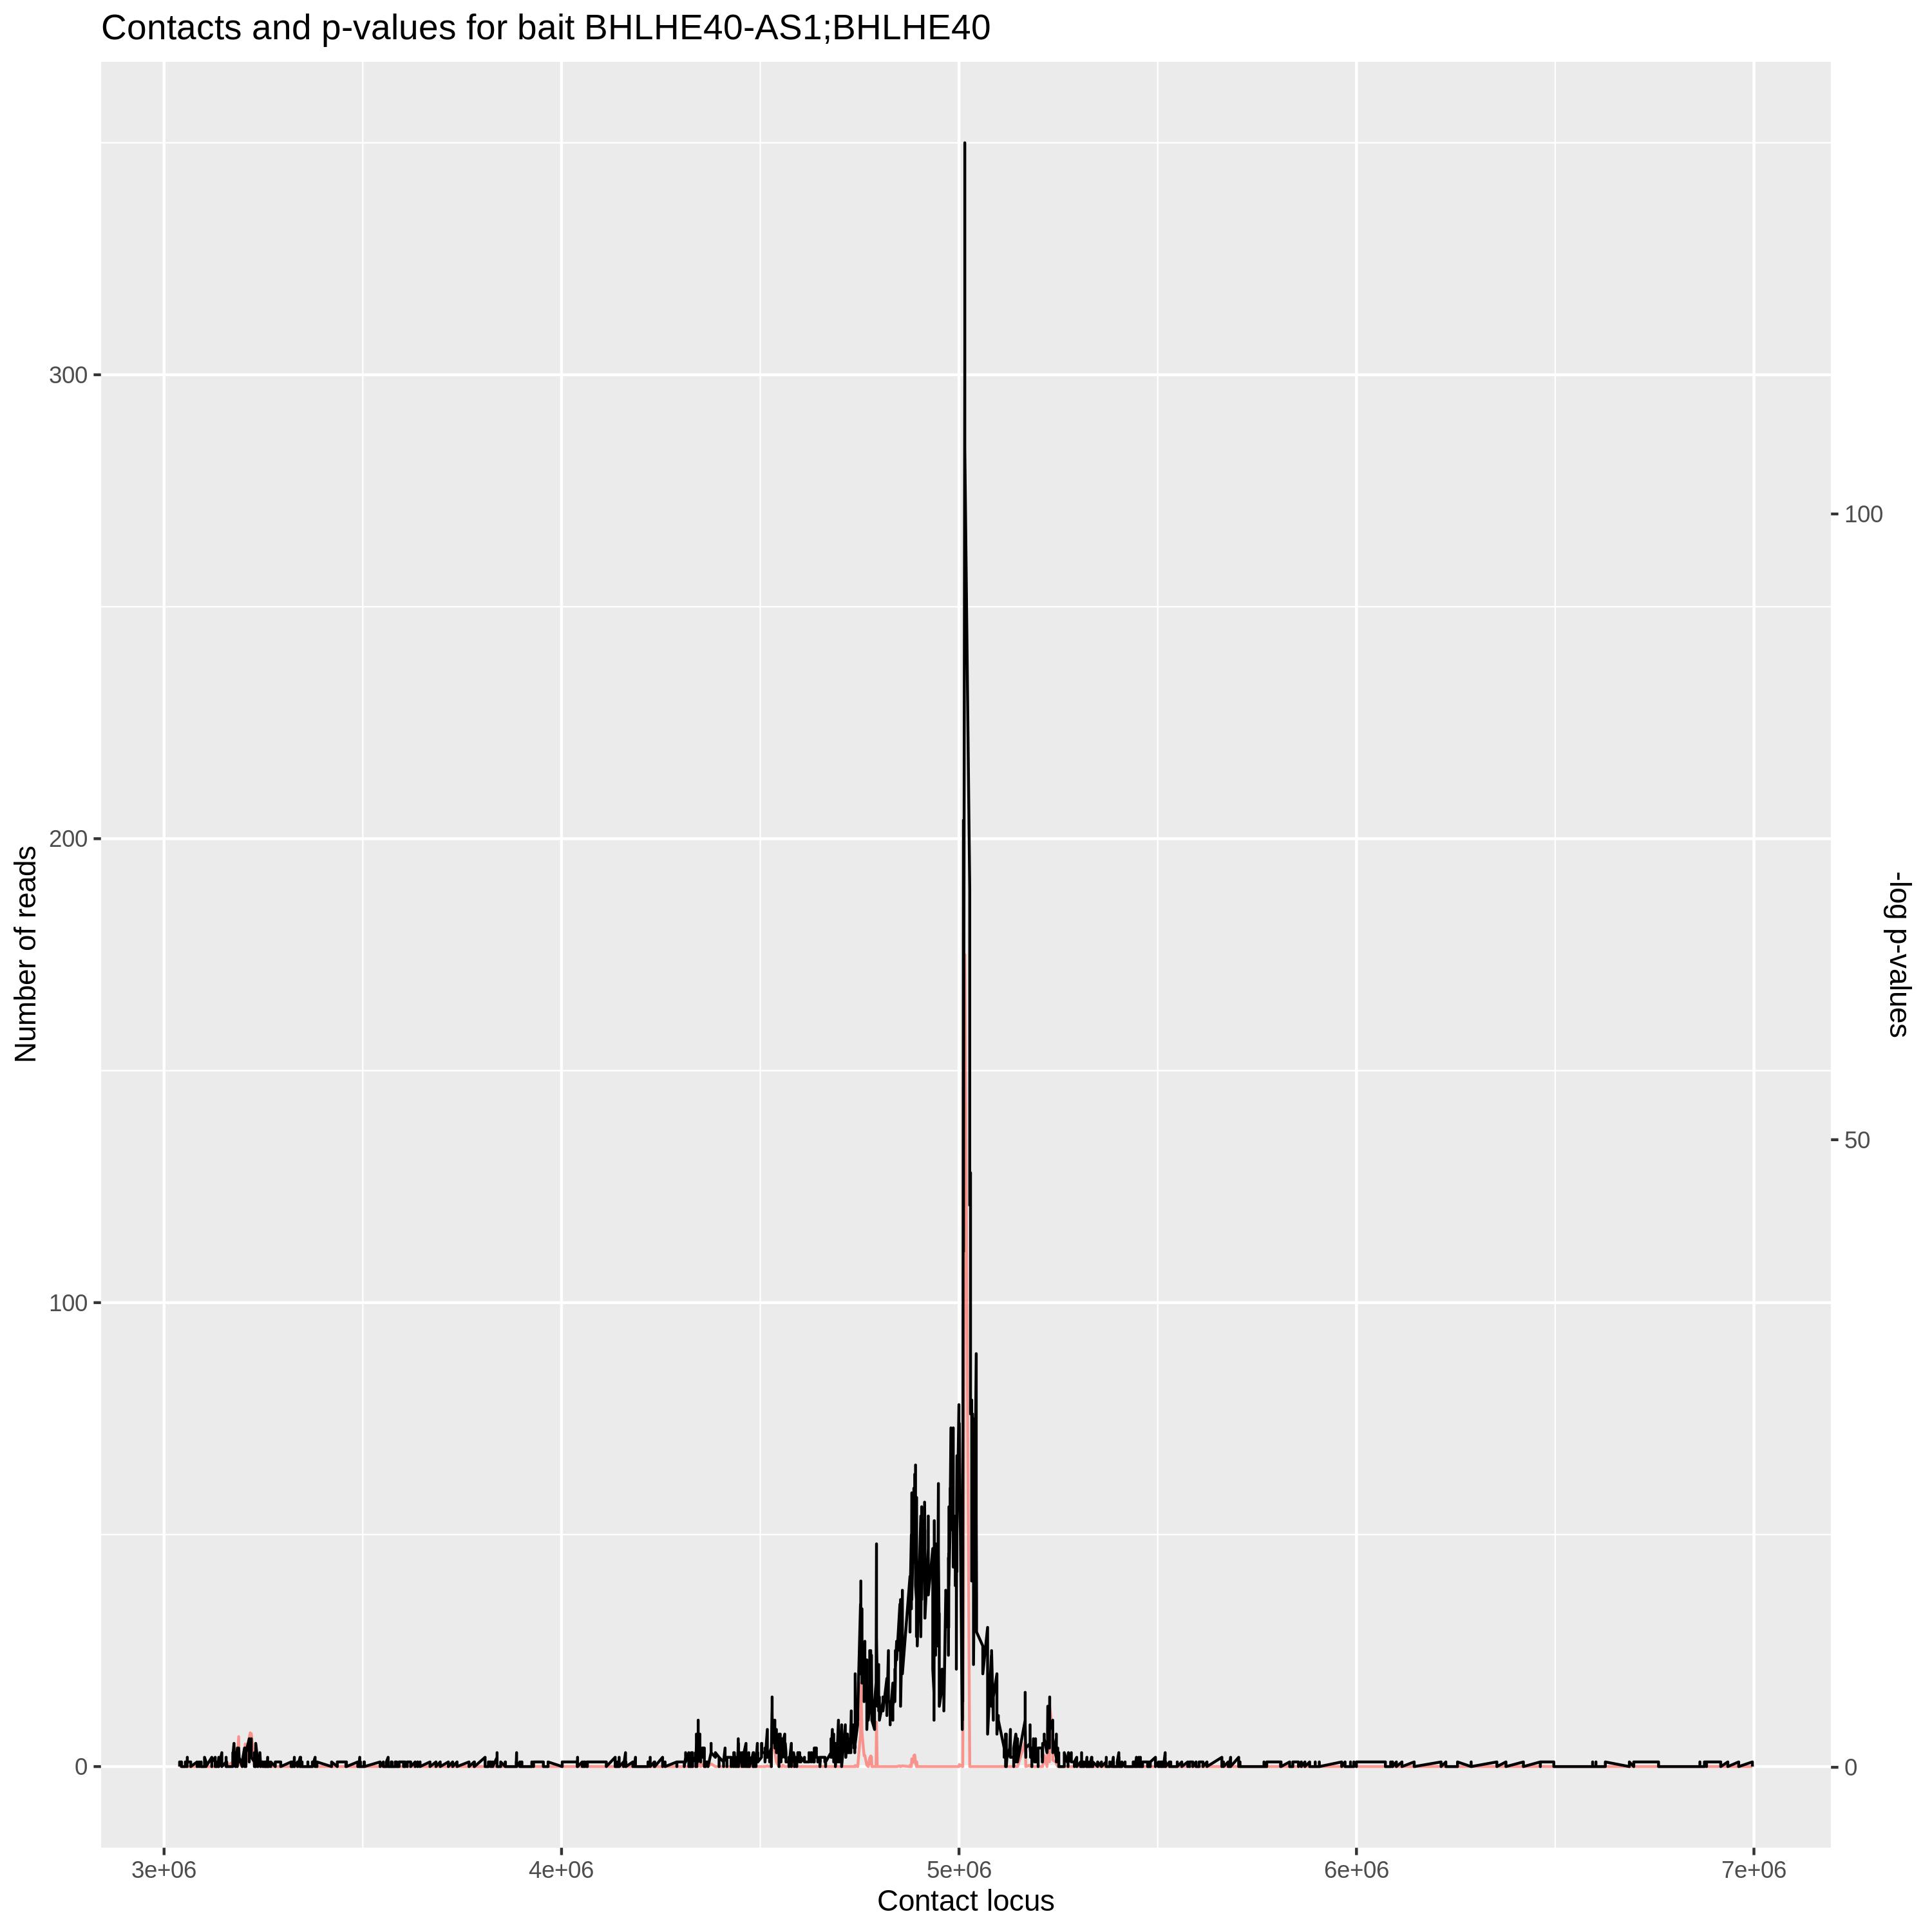 Contacts and p-values for bait BHLHE40-AS1;BHLHE40
300
200
100
0
Number of reads
100
50
0
-log p-values
3e+06
4e+06
5e+06
6e+06
7e+06
Contact locus